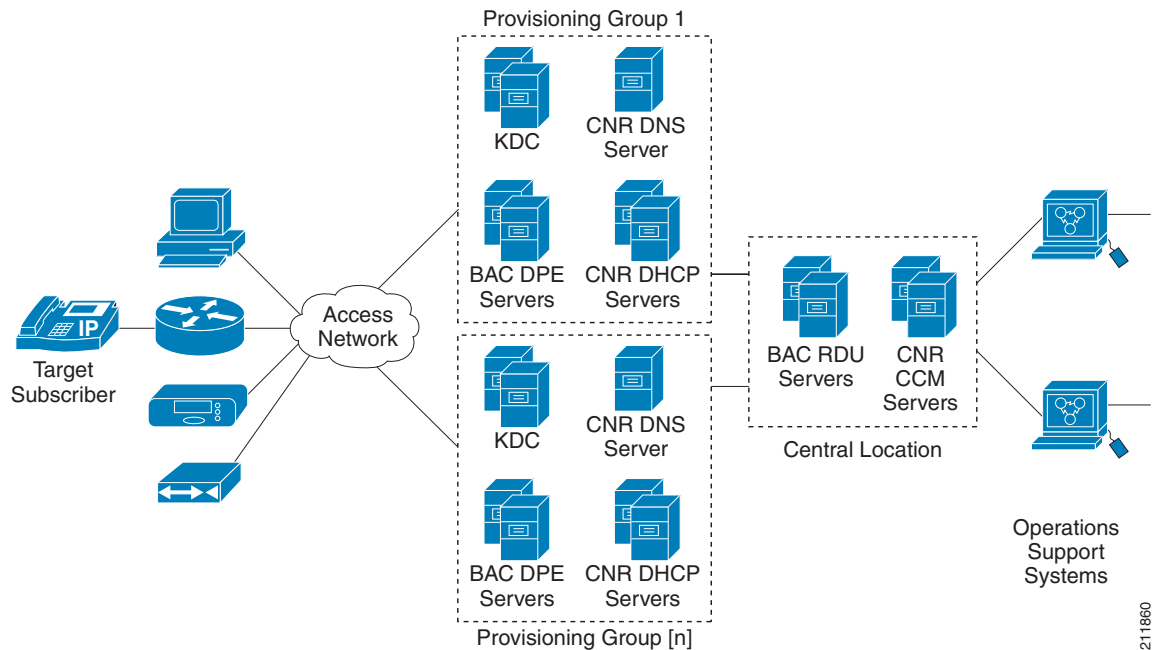 Provisioning Group 1
KDC
CNR DNS
Server
BAC DPE
Servers
CNR DHCP
Servers
IP
Target
Subscriber
Access
Network
BAC RDU
Servers
CNR
CCM
Servers
Central Location
KDC
CNR DNS
Server
BAC DPE
Servers
CNR DHCP
Servers
Provisioning Group [n]
Operations
Support
Systems
211860